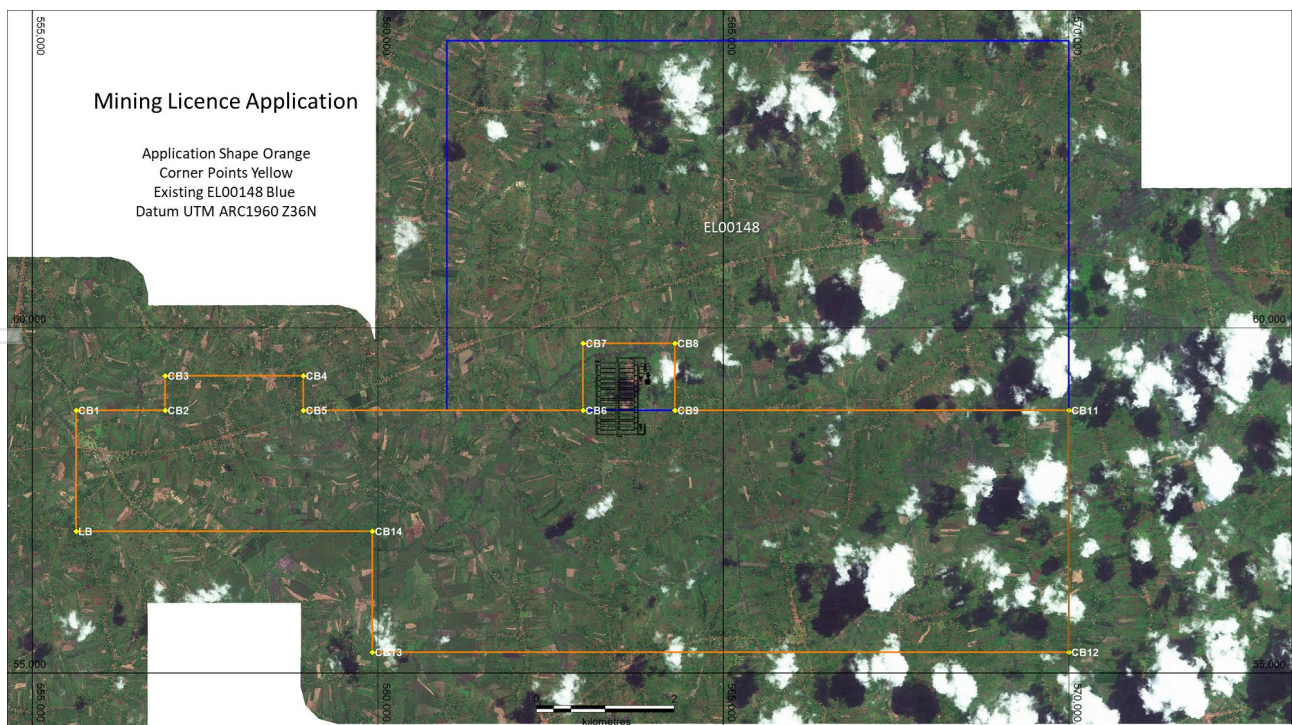 555,000
560,000
565,000
570,000
Mining Licence Application
Application Shape Orange
Corner Points Yellow
Existing EL00148 Blue
Datum UTM ARC1960 Z36N
EL00148
60,000
60,000
CB7
CB8
CB3
CB4
CB1
CB2
CB5
CB6
CB9
CB11
LB
CB14
CB13
CB12
55,000
55,000
555,000
560,000
565,000
570,000
0
2
kilometres